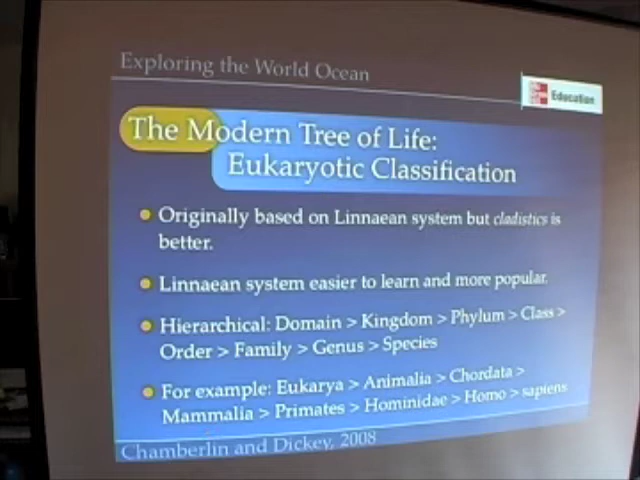 Exploring the World Ocean
Education
The Modern Tree of Life:
Eukaryotic Classification
Originally based on Linnaean system but cladistics is
better.
Linnaean system easier to learn and more popular.
Hierarchical: Domain > Kingdom > Phylum > Class >
Order > Family > Genus > Species
For example: Eukarya > Animalia > Chordata >
Mammalia > Primates > Hominidae > Homo > sapiens
Chamberlin and Dickey, 2008